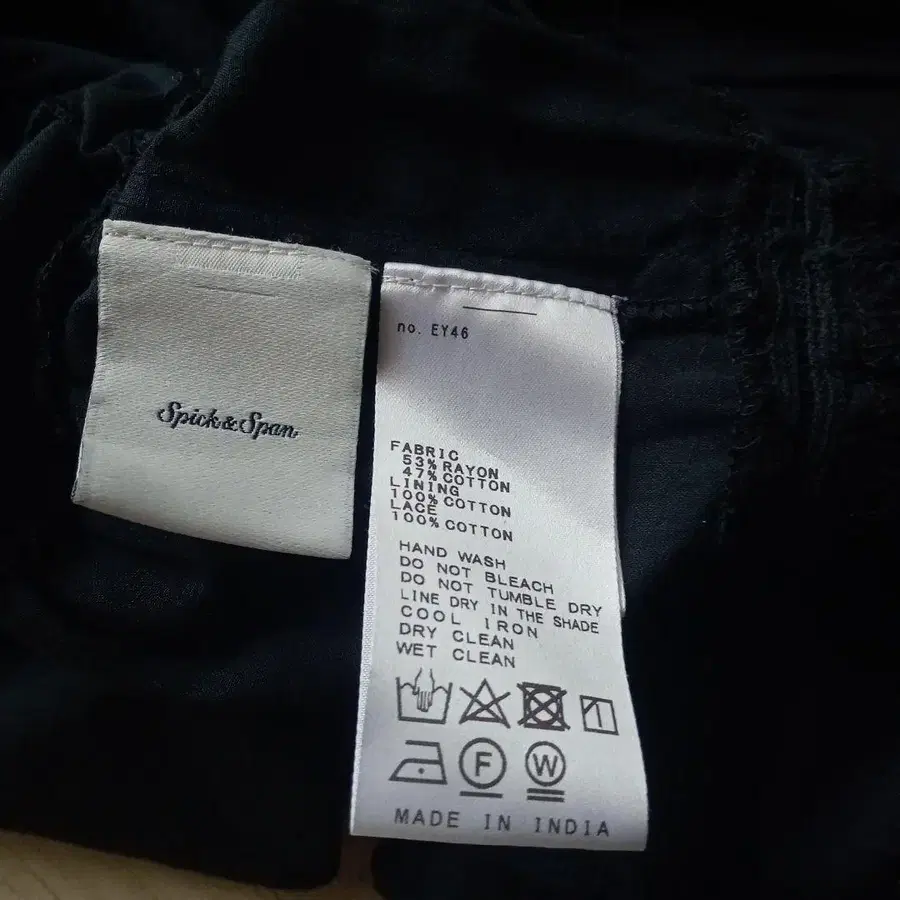 Spick&Span
no. EY46
FABRIC
53% RAYON
47% COTTON
LINING
100% COTTON
LACE
100% COTTON
HAND WASH
DO NOT BLEACH
DO NOT TUMBLE DRY
LINE DRY IN THE SHADE
COOL IRON
DRY CLEAN
WET CLEAN
F
W
MADE IN INDIA